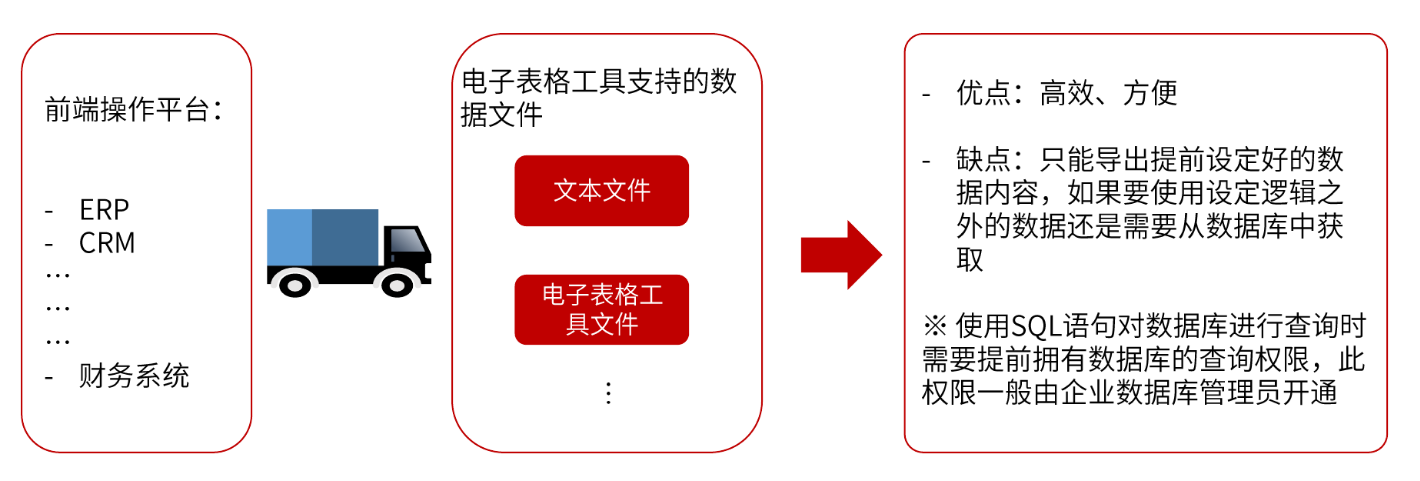 前端操作平台：
- ERP
- CRM
...
...
...
- 财务系统
电子表格工具支持的数
据文件
文本文件
电子表格工
具文件
⋮
- 优点：高效、方便
- 缺点：只能导出提前设定好的数
据内容，如果要使用设定逻辑之
外的数据还是需要从数据库中获
取
※ 使用SQL语句对数据库进行查询时
需要提前拥有数据库的查询权限，此
权限一般由企业数据库管理员开通